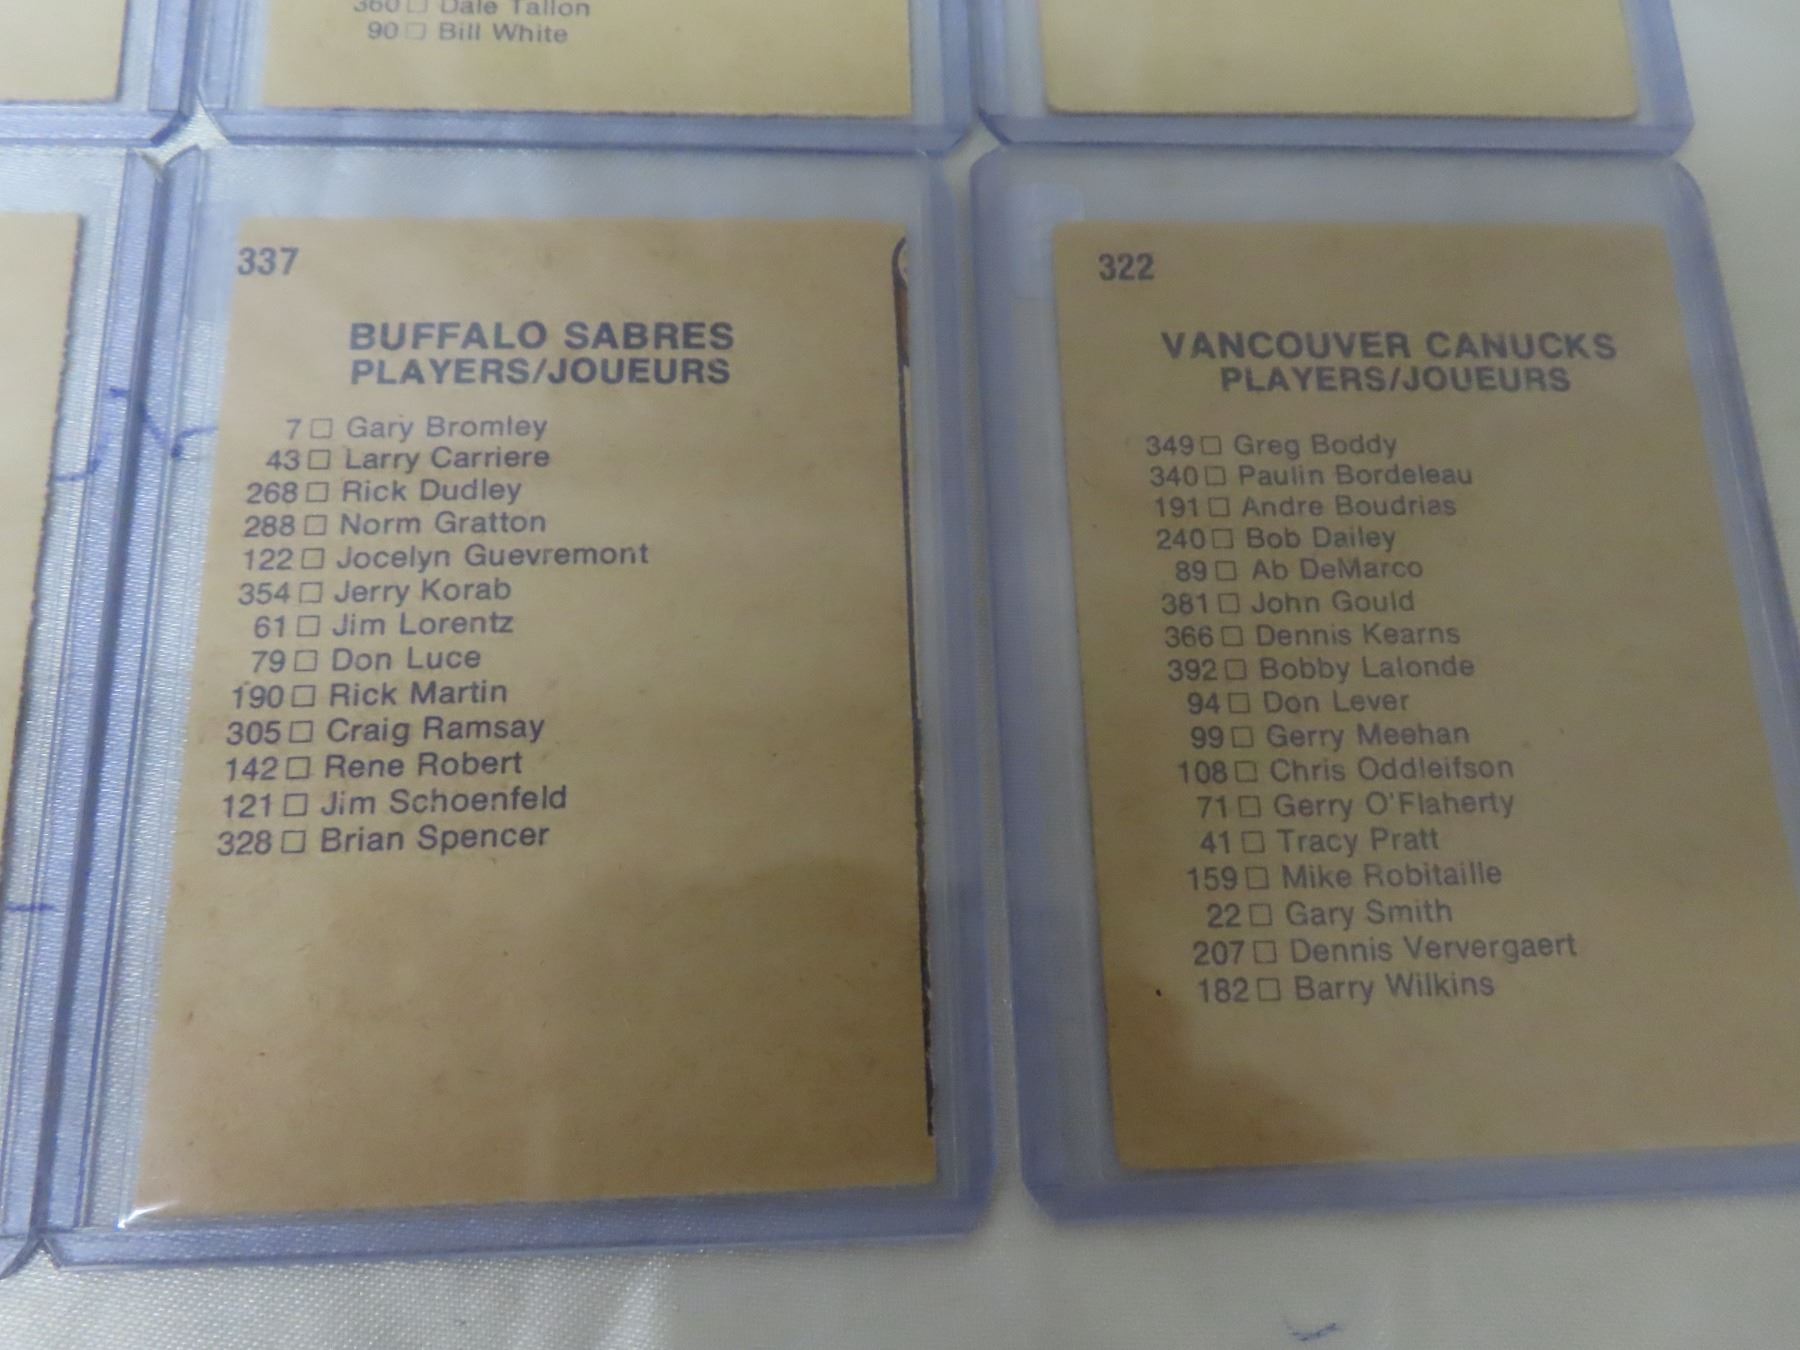 360 □ Dale Tallon
90 □ Bill White
337
BUFFALO SABRES
PLAYERS/JOUEURS
7 □ Gary Bromley
43 □ Larry Carriere
268 □ Rick Dudley
288 □ Norm Gratton
122 □ Jocelyn Guevremont
354 □ Jerry Korab
61 □ Jim Lorentz
79 □ Don Luce
190 □ Rick Martin
305 □ Craig Ramsay
142 □ Rene Robert
121 □ Jim Schoenfeld
328 □ Brian Spencer
322
VANCOUVER CANUCKS
PLAYERS/JOUEURS
349 □ Greg Boddy
340 □ Paulin Bordeleau
191 □ Andre Boudrias
240 □ Bob Dailey
89 □ Ab DeMarco
381 □ John Gould
366 □ Dennis Kearns
392 □ Bobby Lalonde
94 □ Don Lever
99 □ Gerry Meehan
108 □ Chris Oddleifson
71 □ Gerry O'Flaherty
41 □ Tracy Pratt
159 □ Mike Robitaille
22 □ Gary Smith
207 □ Dennis Ververgaert
182 □ Barry Wilkins